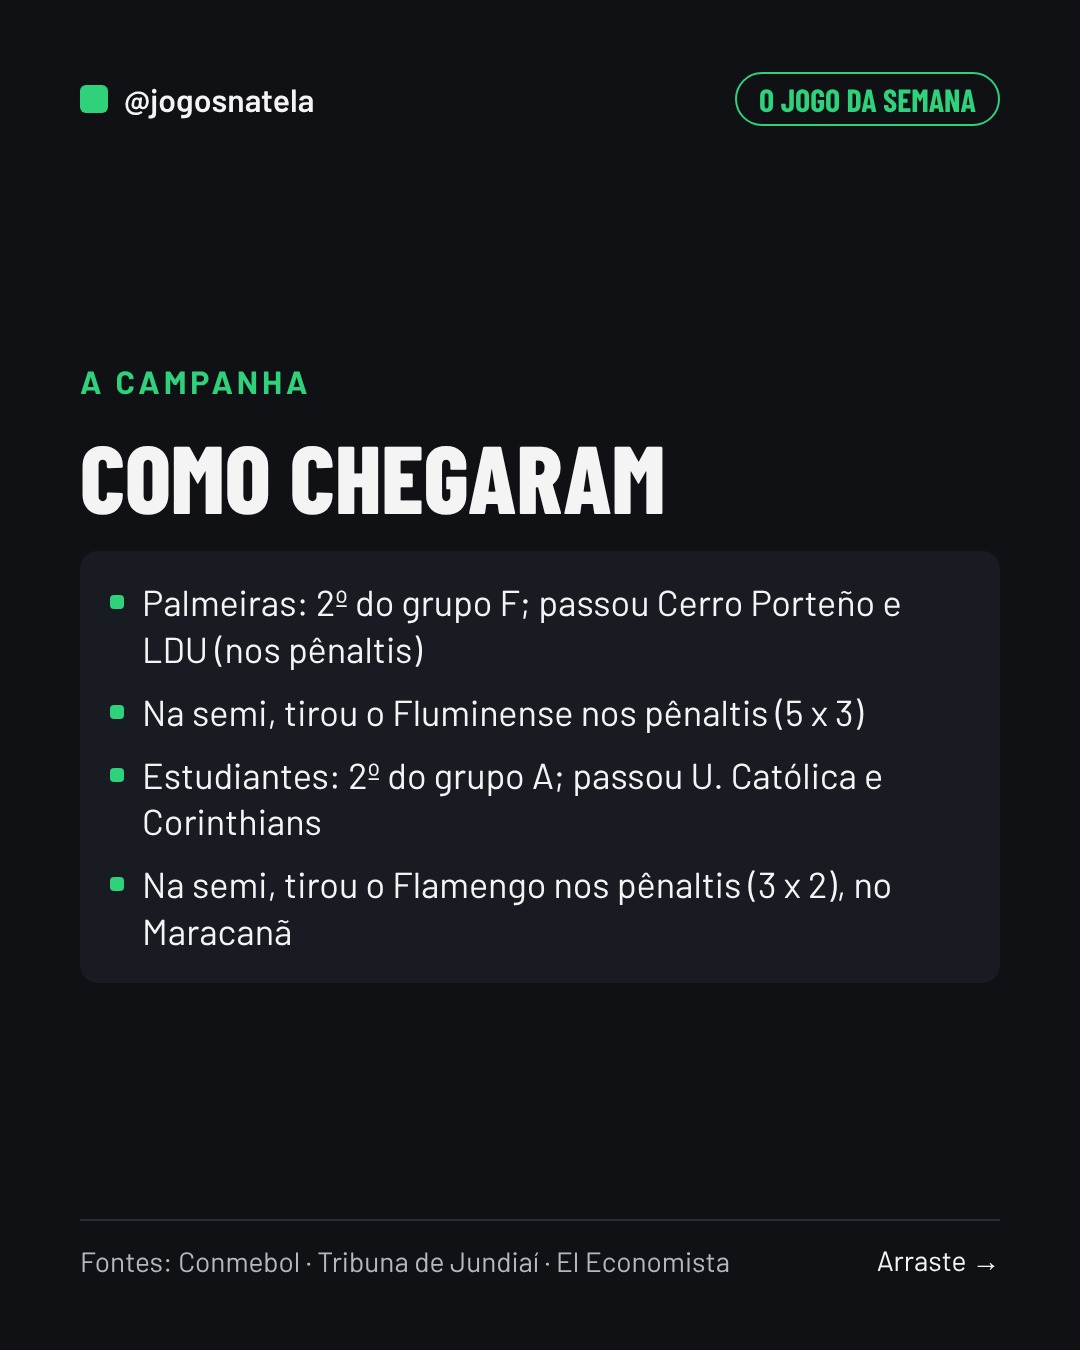 @jogosnatela
O JOGO DA SEMANA
A CAMPANHA
COMO CHEGARAM
Palmeiras: 2º do grupo F; passou Cerro Porteño e
LDU (nos pênaltis)
Na semi, tirou o Fluminense nos pênaltis (5 x 3)
Estudiantes: 2º do grupo A; passou U. Católica e
Corinthians
Na semi, tirou o Flamengo nos pênaltis (3 x 2), no
Maracanã
Fontes: Conmebol · Tribuna de Jundiaí · El Economista
Arraste →